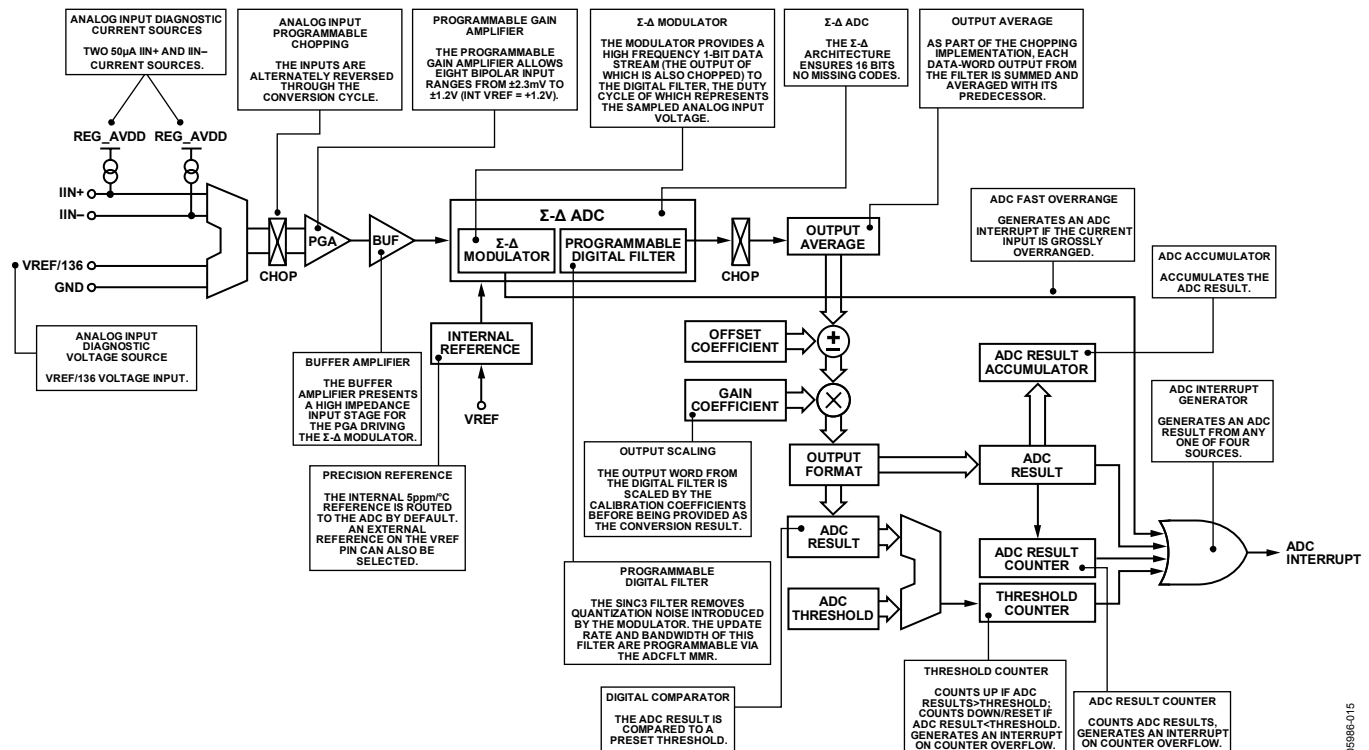 ANALOG INPUT DIAGNOSTIC
CURRENT SOURCES
TWO 50µA IIN+ AND IIN–
CURRENT SOURCES.
ANALOG INPUT
PROGRAMMABLE
CHOPPING
THE INPUTS ARE
ALTERNATELY REVERSED
THROUGH THE
CONVERSION CYCLE.
PROGRAMMABLE GAIN
AMPLIFIER
THE PROGRAMMABLE
GAIN AMPLIFIER ALLOWS
EIGHT BIPOLAR INPUT
RANGES FROM ±2.3mV TO
±1.2V (INT VREF = +1.2V).
Σ-Δ MODULATOR
THE MODULATOR PROVIDES A
HIGH FREQUENCY 1-BIT DATA
STREAM (THE OUTPUT OF
WHICH IS ALSO CHOPPED) TO
THE DIGITAL FILTER, THE DUTY
CYCLE OF WHICH REPRESENTS
THE SAMPLED ANALOG INPUT
VOLTAGE.
Σ-Δ ADC
THE Σ-Δ
ARCHITECTURE
ENSURES 16 BITS
NO MISSING CODES.
OUTPUT AVERAGE
AS PART OF THE CHOPPING
IMPLEMENTATION, EACH
DATA-WORD OUTPUT FROM
THE FILTER IS SUMMED AND
AVERAGED WITH ITS
PREDECESSOR.
REG_AVDD REG_AVDD
IIN+
IIN–
VREF/136
GND
CHOP
PGA
BUF
Σ-Δ ADC
Σ-Δ
MODULATOR
PROGRAMMABLE
DIGITAL FILTER
CHOP
OUTPUT
AVERAGE
ADC FAST OVERRANGE
GENERATES AN ADC
INTERRUPT IF THE CURRENT
INPUT IS GROSSLY
OVERRANGED.
ADC ACCUMULATOR
ACCUMULATES THE
ADC RESULT.
ANALOG INPUT
DIAGNOSTIC
VOLTAGE SOURCE
VREF/136 VOLTAGE INPUT.
BUFFER AMPLIFIER
THE BUFFER
AMPLIFIER PRESENTS
A HIGH IMPEDANCE
INPUT STAGE FOR
THE PGA DRIVING
THE Σ-Δ MODULATOR.
INTERNAL
REFERENCE
VREF
OFFSET
COEFFICIENT
+
–
GAIN
COEFFICIENT
×
ADC RESULT
ACCUMULATOR
ADC INTERRUPT
GENERATOR
GENERATES AN ADC
RESULT FROM ANY
ONE OF FOUR
SOURCES.
PRECISION REFERENCE
THE INTERNAL 5ppm/°C
REFERENCE IS ROUTED
TO THE ADC BY DEFAULT.
AN EXTERNAL
REFERENCE ON THE VREF
PIN CAN ALSO BE
SELECTED.
OUTPUT SCALING
THE OUTPUT WORD FROM
THE DIGITAL FILTER IS
SCALED BY THE
CALIBRATION COEFFICIENTS
BEFORE BEING PROVIDED AS
THE CONVERSION RESULT.
OUTPUT
FORMAT
ADC
RESULT
ADC
RESULT
ADC RESULT
COUNTER
ADC
INTERRUPT
PROGRAMMABLE
DIGITAL FILTER
THE SINC3 FILTER REMOVES
QUANTIZATION NOISE INTRODUCED
BY THE MODULATOR. THE UPDATE
RATE AND BANDWIDTH OF THIS
FILTER ARE PROGRAMMABLE VIA
THE ADCFLT MMR.
ADC
THRESHOLD
THRESHOLD
COUNTER
DIGITAL COMPARATOR
THE ADC RESULT IS
COMPARED TO A
PRESET THRESHOLD.
THRESHOLD COUNTER
COUNTS UP IF ADC
RESULTS>THRESHOLD;
COUNTS DOWN/RESET IF
ADC RESULT<THRESHOLD.
GENERATES AN INTERRUPT
ON COUNTER OVERFLOW.
ADC RESULT COUNTER
COUNTS ADC RESULTS,
GENERATES AN INTERRUPT
ON COUNTER OVERFLOW.